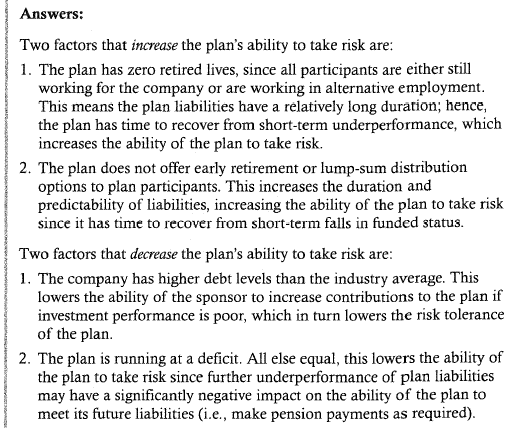 Answers:
Two factors that increase the plan's ability to take risk are:
1. The plan has zero retired lives, since all participants are either still
working for the company or are working in alternative employment.
This means the plan liabilities have a relatively long duration; hence,
the plan has time to recover from short-term underperformance, which
increases the ability of the plan to take risk.
2. The plan does not offer early retirement or lump-sum distribution
options to plan participants. This increases the duration and
predictability of liabilities, increasing the ability of the plan to take risk
since it has time to recover from short-term falls in funded status.
Two factors that decrease the plan's ability to take risk are:
1. The company has higher debt levels than the industry average. This
lowers the ability of the sponsor to increase contributions to the plan if
investment performance is poor, which in turn lowers the risk tolerance
of the plan.
2. The plan is running at a deficit. All else equal, this lowers the ability of
the plan to take risk since further underperformance of plan liabilities
may have a significantly negative impact on the ability of the plan to
meet its future liabilities (i.e., make pension payments as required).